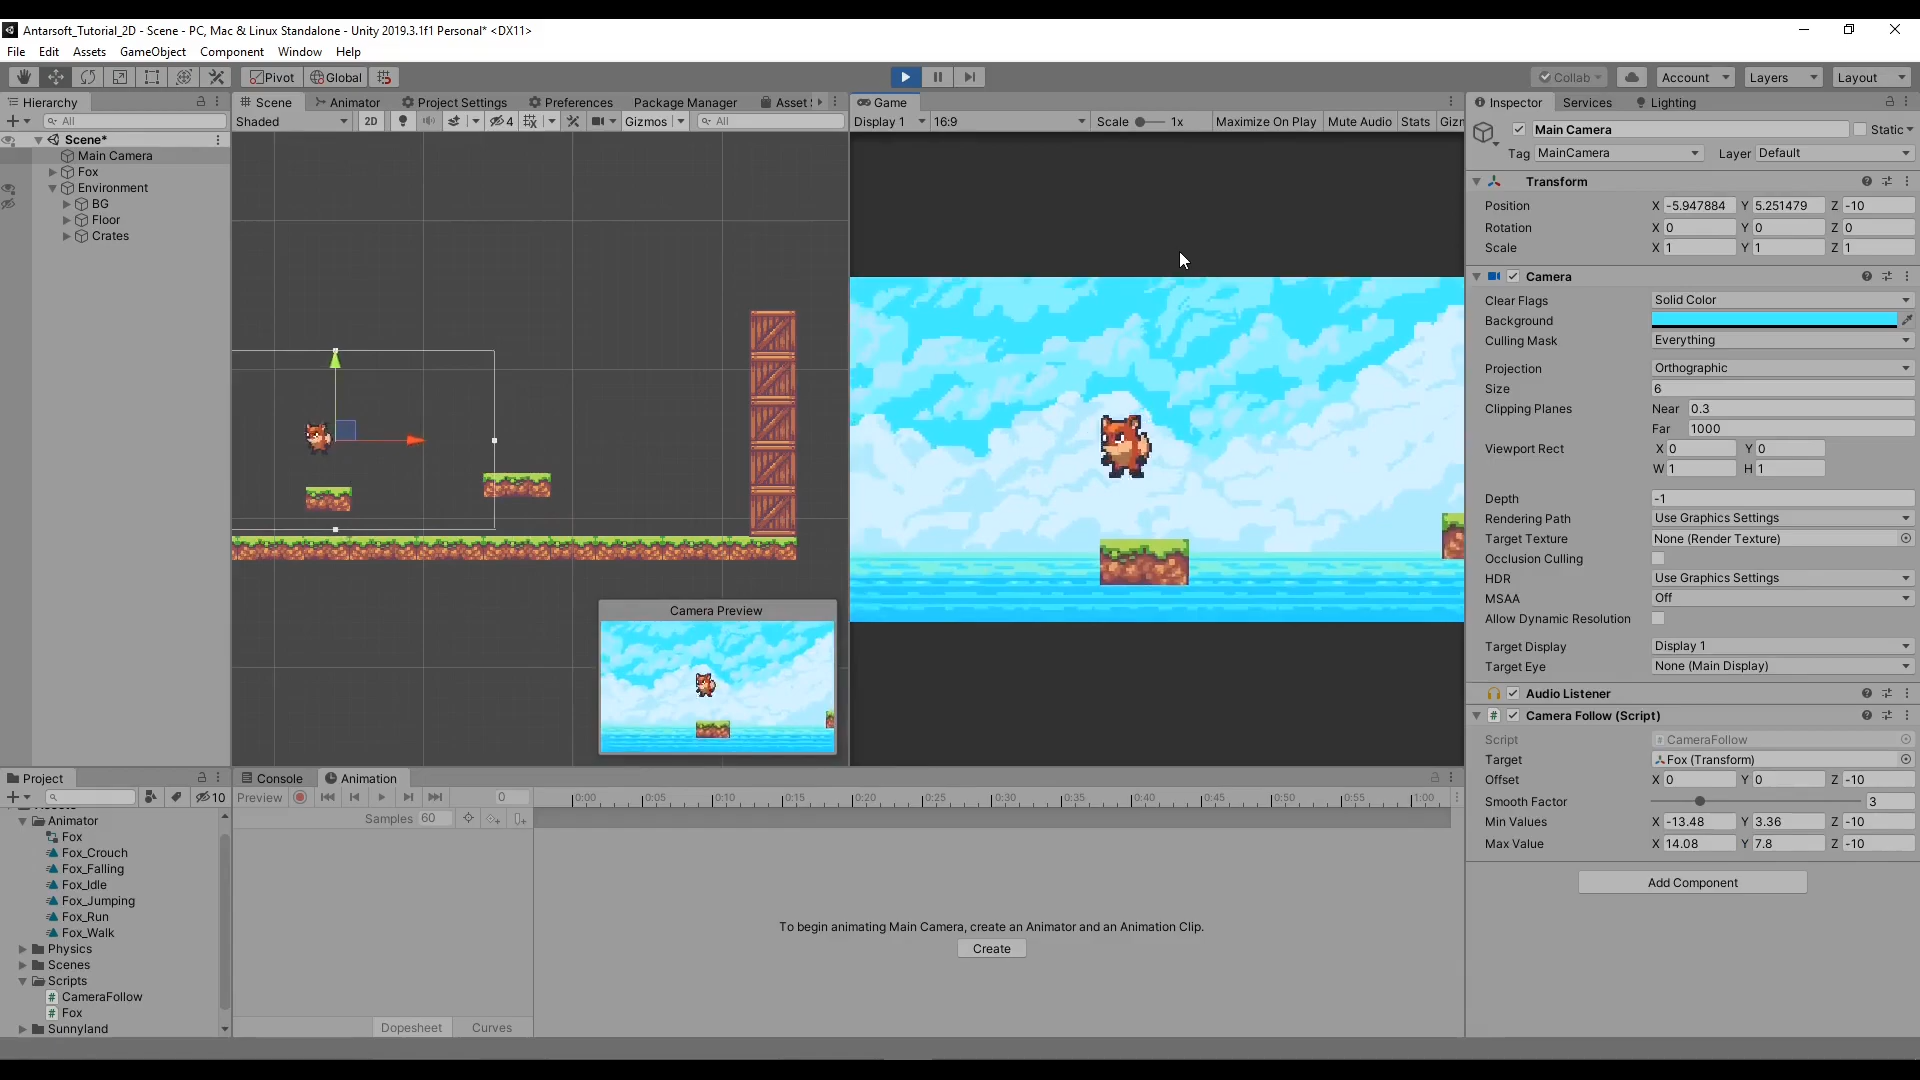 Antarsoft_Tutorial_2D - Scene - PC, Mac & Linux Standalone - Unity 2019.3.1f1 Personal* <DX11>
File Edit Assets GameObject Component Window Help
Pivot Global Collab Account Layers Layout
Hierarchy
All
Scene*
Main Camera
Fox
Environment
BG
Floor
Crates
Scene Animator Project Settings Preferences Package Manager Asset
Shaded 2D 4 Gizmos All
Camera Preview
Game
Display 1 16:9 Scale 1x Maximize On Play Mute Audio Stats Gizn
Inspector Services Lighting
Main Camera Static
Tag MainCamera Layer Default
Transform
Position X -5.947884 Y 5.251479 Z -10
Rotation X 0 Y 0 Z 0
Scale X 1 Y 1 Z 1
Camera
Clear Flags Solid Color
Background
Culling Mask Everything
Projection Orthographic
Size 6
Clipping Planes Near 0.3
Far 1000
Viewport Rect X 0 Y 0
W 1 H 1
Depth -1
Rendering Path Use Graphics Settings
Target Texture None (Render Texture)
Occlusion Culling
HDR Use Graphics Settings
MSAA Off
Allow Dynamic Resolution
Target Display Display 1
Target Eye None (Main Display)
Audio Listener
# Camera Follow (Script)
Script CameraFollow
Target Fox (Transform)
Offset X 0 Y 0 Z -10
Smooth Factor 3
Min Values X -13.48 Y 3.36 Z -10
Max Value X 14.08 Y 7.8 Z -10
Add Component
Project
10
Animator
Fox
Fox_Crouch
Fox_Falling
Fox_Idle
Fox_Jumping
Fox_Run
Fox_Walk
Physics
Scenes
Scripts
# CameraFollow
# Fox
Sunnyland
Console Animation
Preview 0 0:00 0:05 0:10 0:15 0:20 0:25 0:30 0:35 0:40 0:45 0:50 0:55 1:00
Samples 60
To begin animating Main Camera, create an Animator and an Animation Clip.
Create
Dopesheet Curves